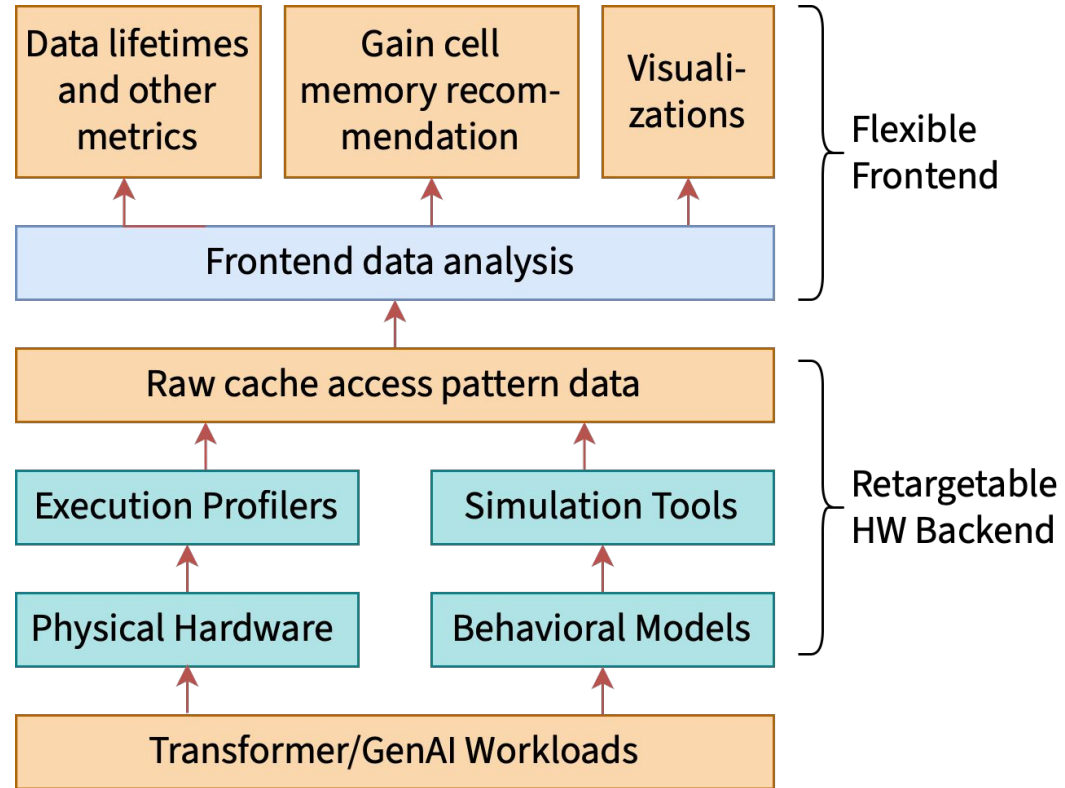 Data lifetimes
and other
metrics
Gain cell
memory recom-
mendation
Visuali-
zations
Flexible
Frontend
Frontend data analysis
Raw cache access pattern data
Execution Profilers
Simulation Tools
Retargetable
HW Backend
Physical Hardware
Behavioral Models
Transformer/GenAI Workloads